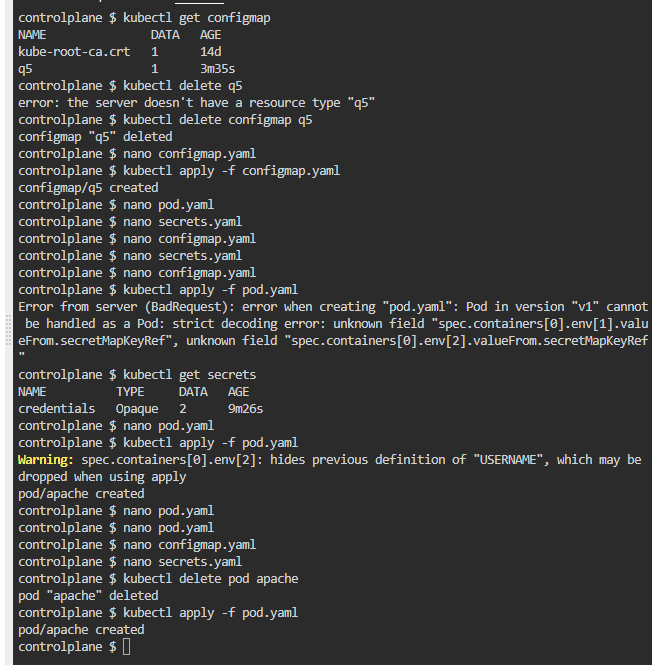 controlplane $ kubectl get configmap
NAME               DATA   AGE
kube-root-ca.crt   1      14d
q5                 1      3m35s
controlplane $ kubectl delete q5
error: the server doesn't have a resource type "q5"
controlplane $ kubectl delete configmap q5
configmap "q5" deleted
controlplane $ nano configmap.yaml
controlplane $ kubectl apply -f configmap.yaml
configmap/q5 created
controlplane $ nano pod.yaml
controlplane $ nano secrets.yaml
controlplane $ nano configmap.yaml
controlplane $ nano secrets.yaml
controlplane $ nano configmap.yaml
controlplane $ kubectl apply -f pod.yaml
Error from server (BadRequest): error when creating "pod.yaml": Pod in version "v1" cannot
 be handled as a Pod: strict decoding error: unknown field "spec.containers[0].env[1].valu
eFrom.secretMapKeyRef", unknown field "spec.containers[0].env[2].valueFrom.secretMapKeyRef
"
controlplane $ kubectl get secrets
NAME          TYPE     DATA   AGE
credentials   Opaque   2      9m26s
controlplane $ nano pod.yaml
controlplane $ kubectl apply -f pod.yaml
Warning: spec.containers[0].env[2]: hides previous definition of "USERNAME", which may be
dropped when using apply
pod/apache created
controlplane $ nano pod.yaml
controlplane $ nano pod.yaml
controlplane $ nano configmap.yaml
controlplane $ nano secrets.yaml
controlplane $ kubectl delete pod apache
pod "apache" deleted
controlplane $ kubectl apply -f pod.yaml
pod/apache created
controlplane $